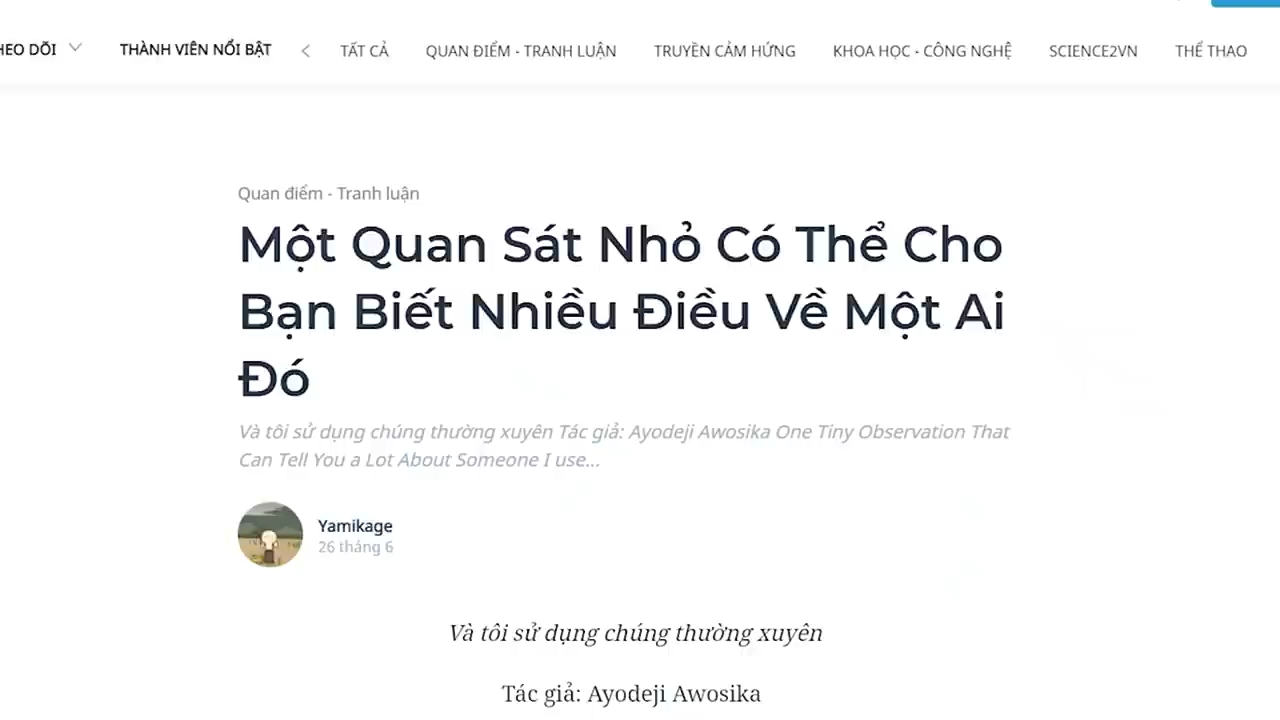 HEO DÕI THÀNH VIÊN NỔI BẬT TẤT CẢ QUAN ĐIỂM - TRANH LUẬN TRUYỀN CẢM HỨNG KHOA HỌC - CÔNG NGHỆ SCIENCE2VN THỂ THAO
Quan điểm - Tranh luận
Một Quan Sát Nhỏ Có Thể Cho
Bạn Biết Nhiều Điều Về Một Ai
Đó
Và tôi sử dụng chúng thường xuyên Tác giả: Ayodeji Awosika One Tiny Observation That
Can Tell You a Lot About Someone I use...
Yamikage
26 tháng 6
Và tôi sử dụng chúng thường xuyên
Tác giả: Ayodeji Awosika